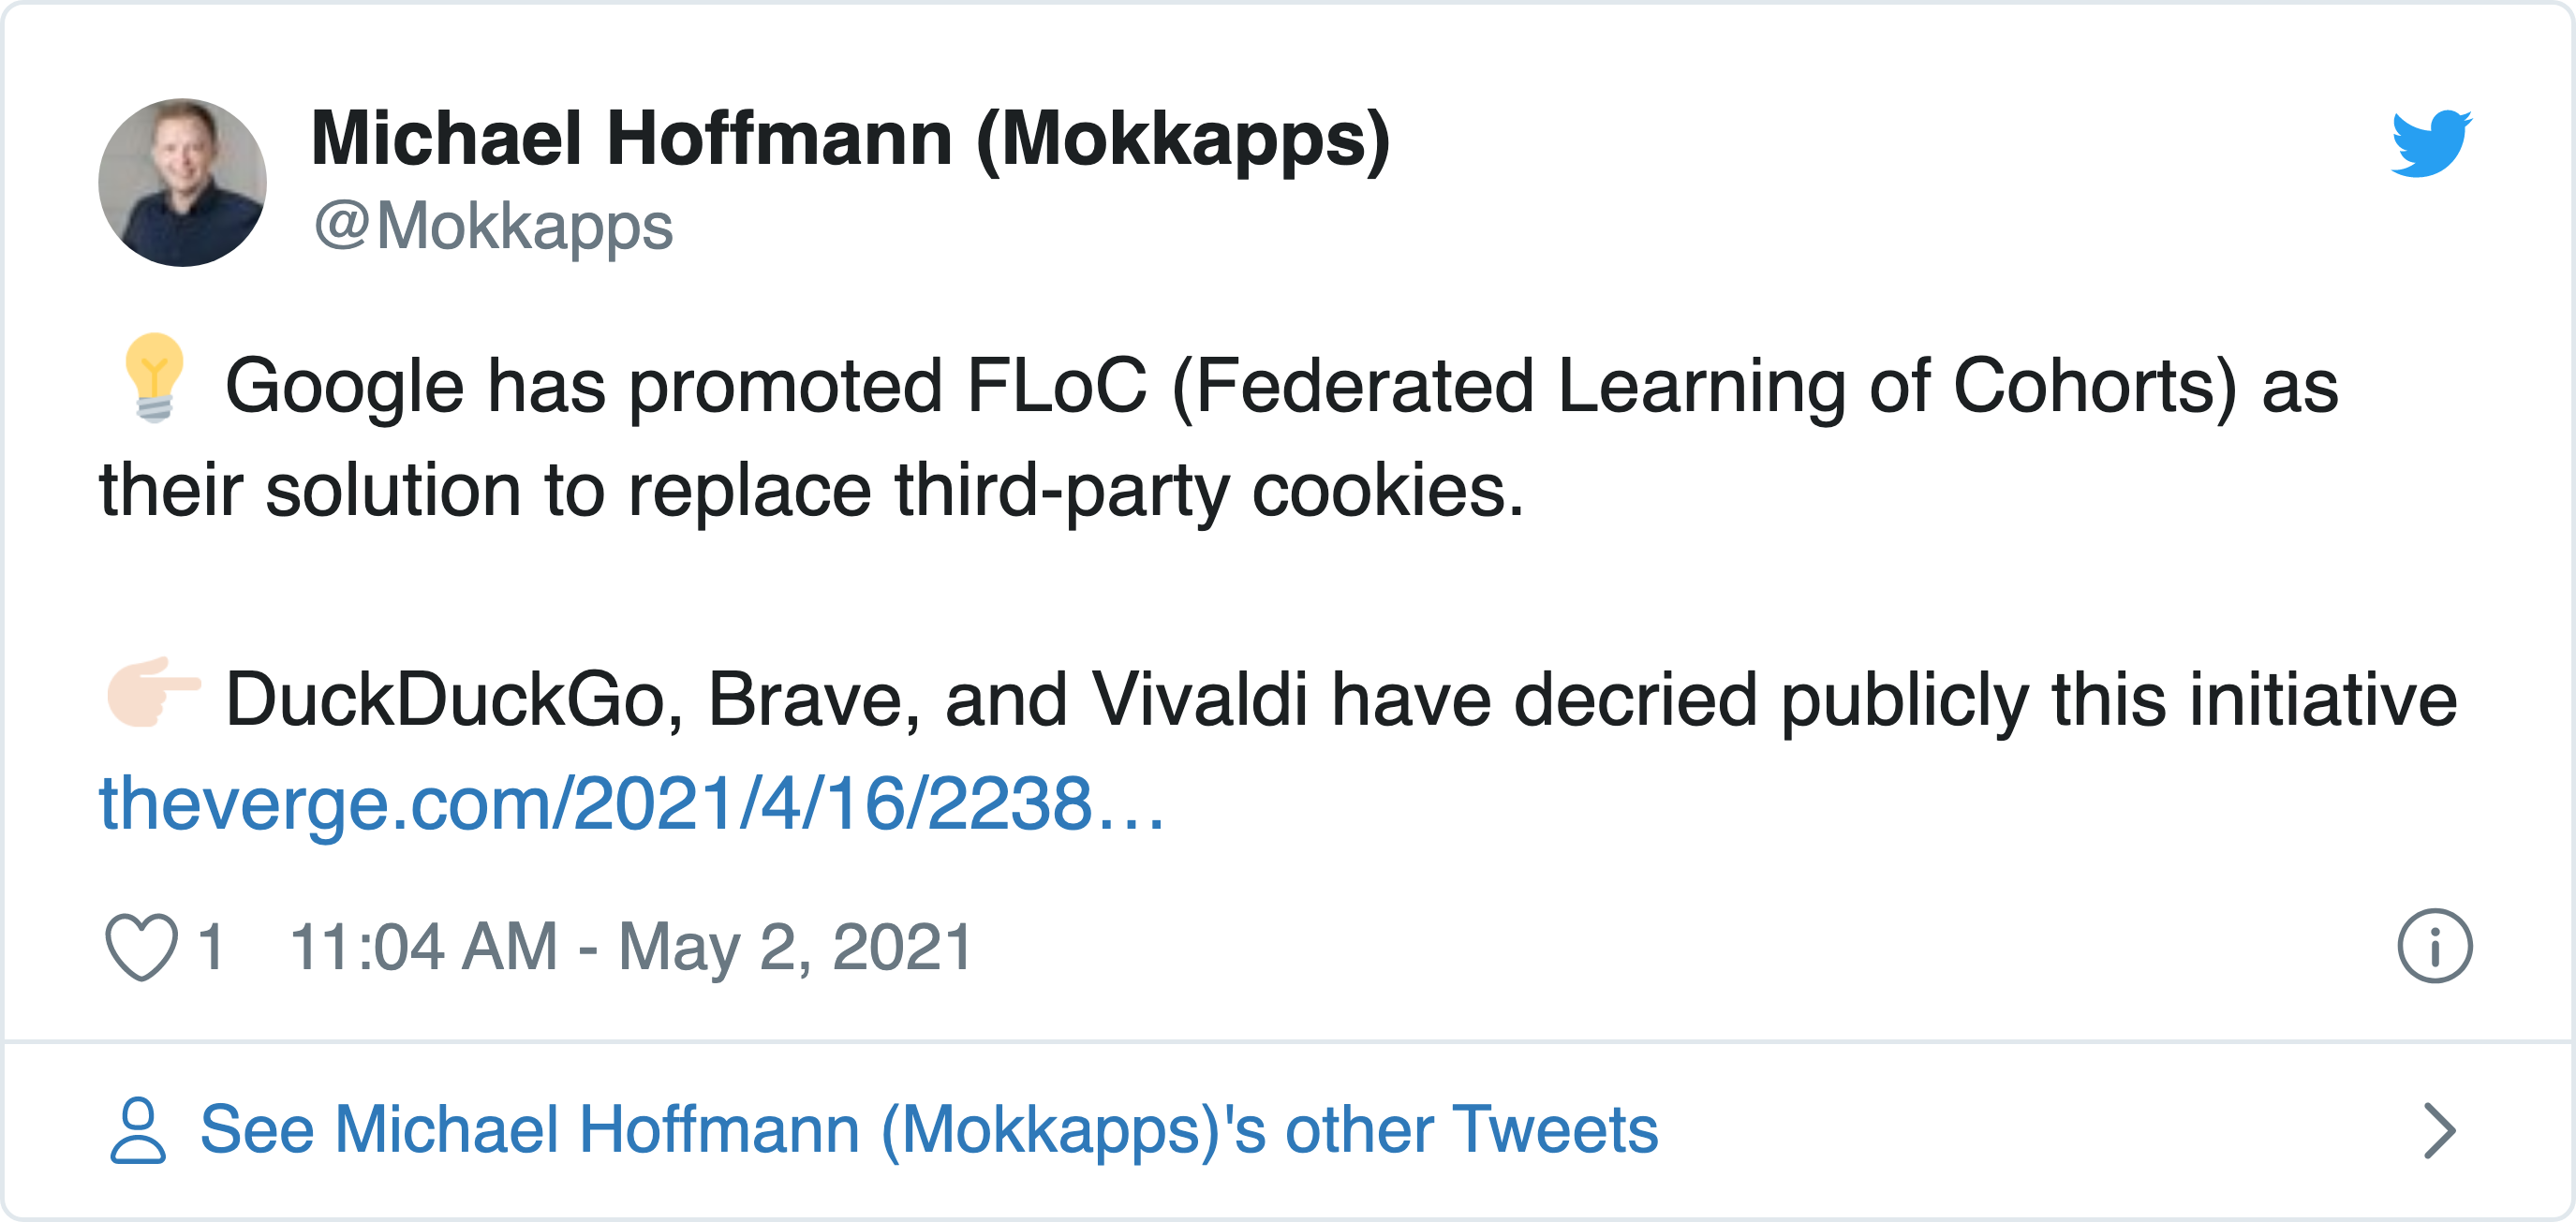 Michael Hoffmann (Mokkapps)
@Mokkapps
💡 Google has promoted FLoC (Federated Learning of Cohorts) as
their solution to replace third-party cookies.
👉🏻 DuckDuckGo, Brave, and Vivaldi have decried publicly this initiative
theverge.com/2021/4/16/2238…
1 11:04 AM - May 2, 2021
See Michael Hoffmann (Mokkapps)'s other Tweets